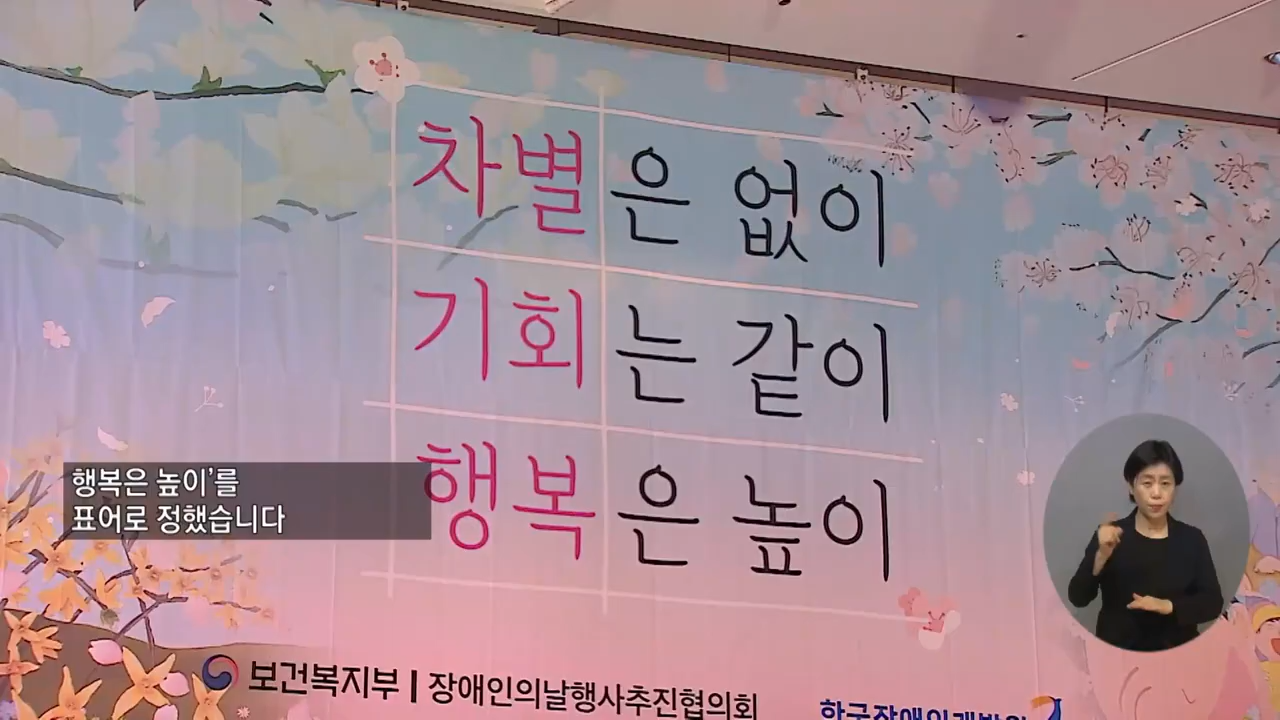 차별은 없이
기회는 같이
행복은 높이
행복은 높이’를
표어로 정했습니다
보건복지부 | 장애인의날행사추진협의회